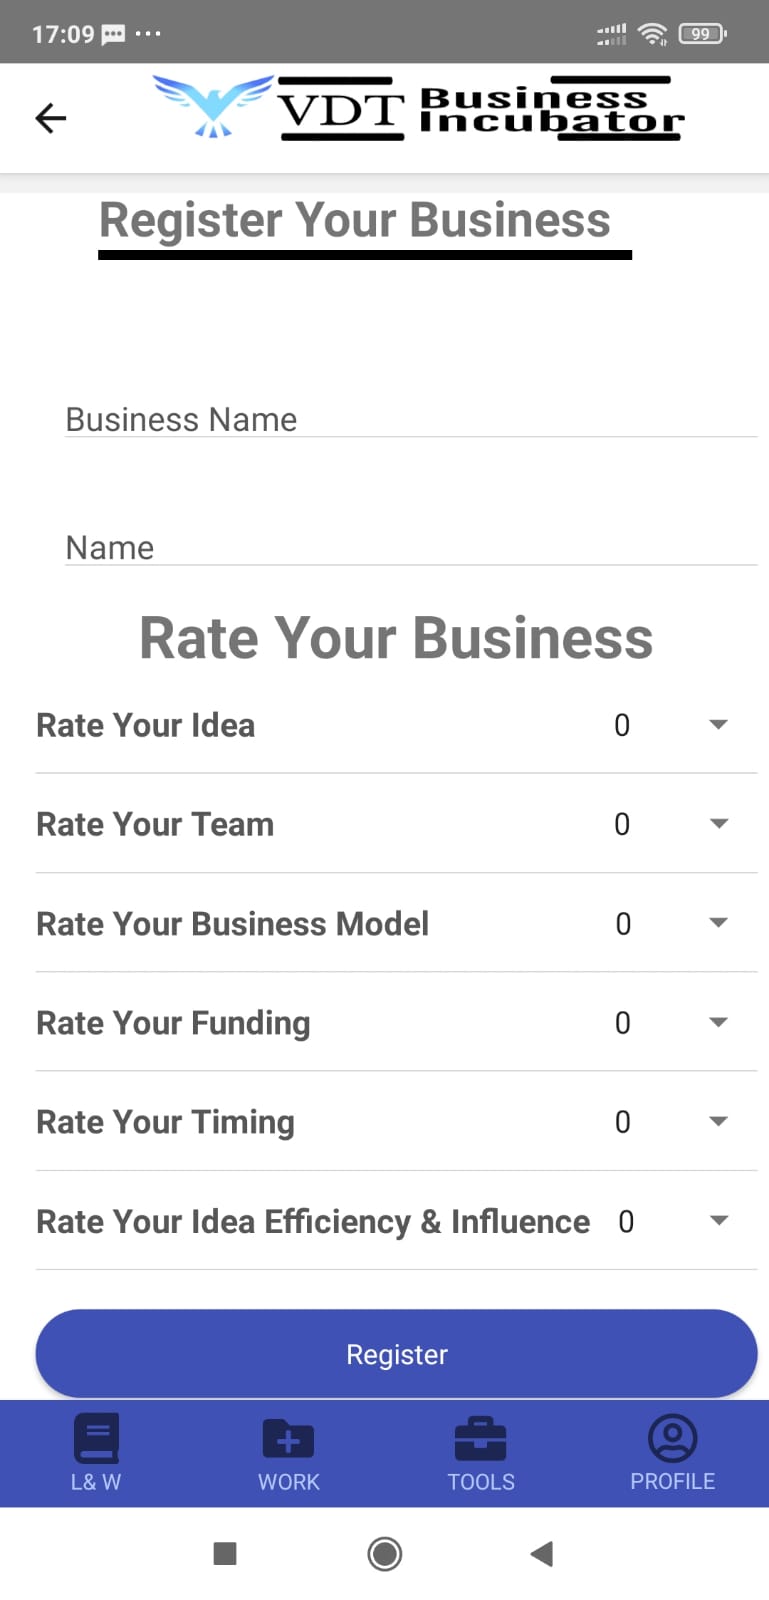 17:09
99
VDT Business
Incubator
Register Your Business
Business Name
Name
Rate Your Business
Rate Your Idea 0
Rate Your Team 0
Rate Your Business Model 0
Rate Your Funding 0
Rate Your Timing 0
Rate Your Idea Efficiency & Influence 0
Register
L& W WORK TOOLS PROFILE